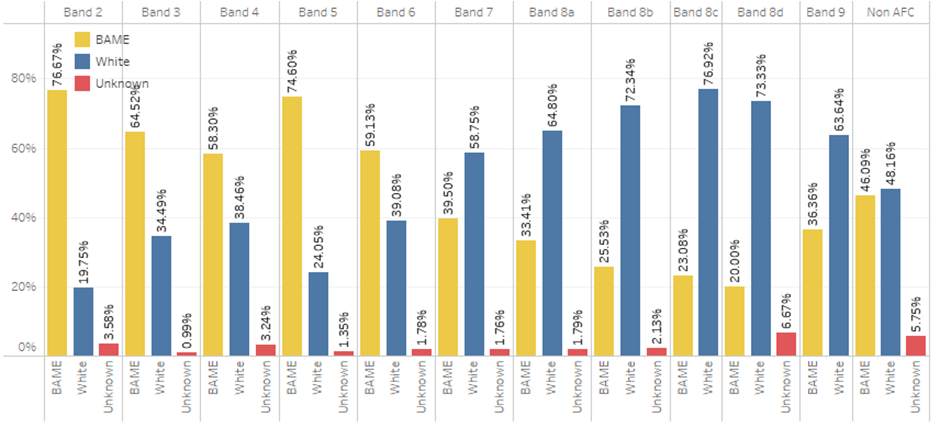 Band 2 Band 3 Band 4 Band 5 Band 6 Band 7 Band 8a Band 8b Band 8c Band 8d Band 9 Non AFC
BAME
White
Unknown
80%
60%
40%
20%
0%
76.67% 19.75% 3.58% 64.52% 34.49% 0.99% 58.30% 38.46% 3.24% 74.60% 24.05% 1.35% 59.13% 39.08% 1.78% 39.50% 58.75% 1.76% 33.41% 64.80% 1.79% 25.53% 72.34% 2.13% 23.08% 76.92% 20.00% 73.33% 6.67% 36.36% 63.64% 46.09% 48.16% 5.75%
BAME White Unknown BAME White Unknown BAME White Unknown BAME White Unknown BAME White Unknown BAME White Unknown BAME White Unknown BAME White Unknown BAME White BAME White Unknown BAME White BAME White Unknown